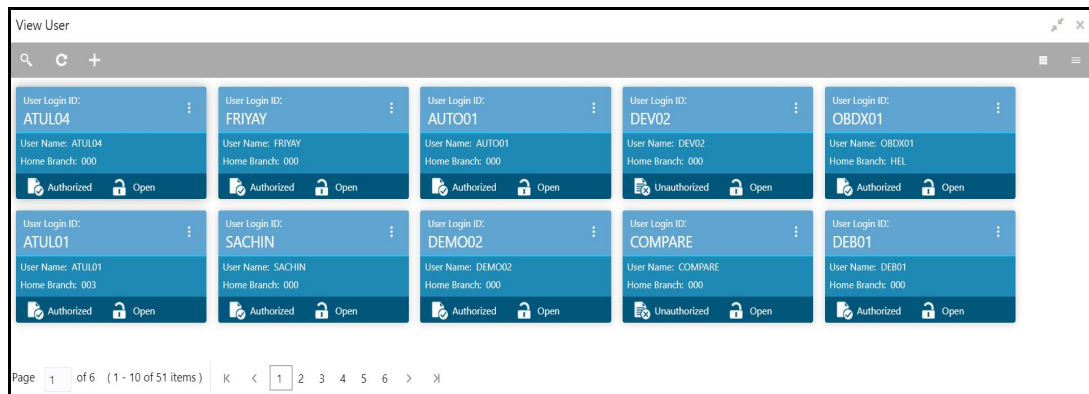 View User
User Login ID:
ATUL04
User Name: ATUL04
Home Branch: 000
Authorized Open
User Login ID:
FRIYAY
User Name: FRIYAY
Home Branch: 000
Authorized Open
User Login ID:
AUTO01
User Name: AUTO01
Home Branch: 000
Authorized Open
User Login ID:
DEV02
User Name: DEV02
Home Branch: 000
Unauthorized Open
User Login ID:
OBDX01
User Name: OBDX01
Home Branch: HEL
Authorized Open
User Login ID:
ATUL01
User Name: ATUL01
Home Branch: 003
Authorized Open
User Login ID:
SACHIN
User Name: SACHIN
Home Branch: 000
Authorized Open
User Login ID:
DEMO02
User Name: DEMO02
Home Branch: 000
Authorized Open
User Login ID:
COMPARE
User Name: COMPARE
Home Branch: 000
Unauthorized Open
User Login ID:
DEB01
User Name: DEB01
Home Branch: 000
Authorized Open
Page 1 of 6 ( 1 - 10 of 51 items ) 1 2 3 4 5 6